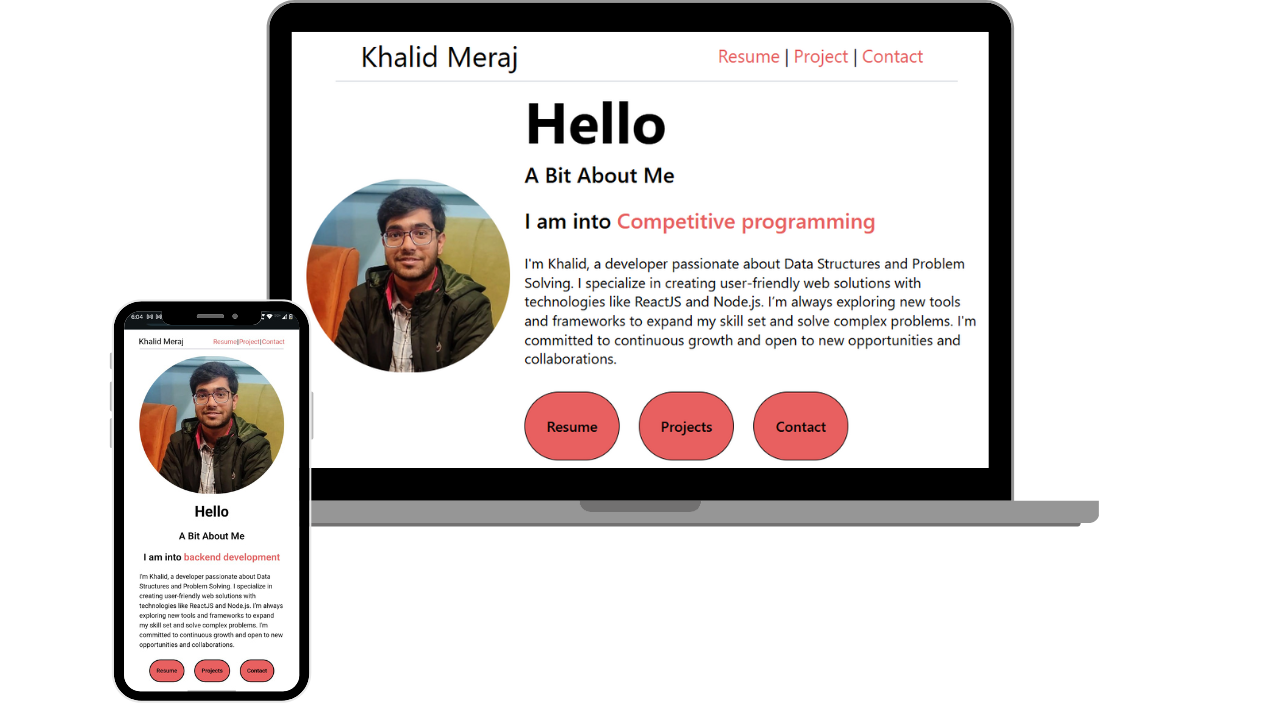 Khalid Meraj
Resume | Project | Contact
Hello
A Bit About Me
I am into Competitive programming
I'm Khalid, a developer passionate about Data Structures and Problem
Solving. I specialize in creating user-friendly web solutions with
technologies like ReactJS and Node.js. I'm always exploring new tools
and frameworks to expand my skill set and solve complex problems. I'm
committed to continuous growth and open to new opportunities and
collaborations.
Resume
Projects
Contact
6:04
Khalid Meraj
Resume|Project|Contact
Hello
A Bit About Me
I am into backend development
I'm Khalid, a developer passionate about Data
Structures and Problem Solving. I specialize in
creating user-friendly web solutions with
technologies like ReactJS and Node.js. I'm always
exploring new tools and frameworks to expand
my skill set and solve complex problems. I'm
committed to continuous growth and open to new
opportunities and collaborations.
Resume
Projects
Contact